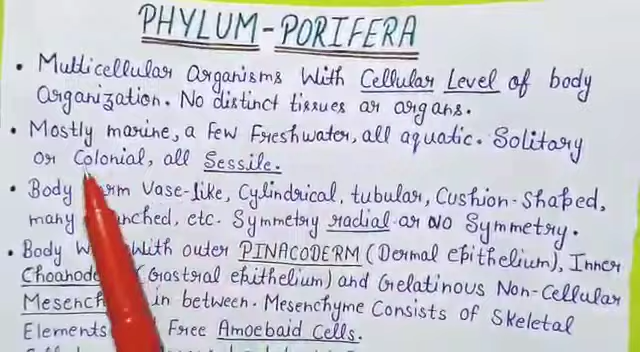 PHYLUM-PORIFERA
• Multicellular Organisms With Cellular Level of body
Organization. No distinct tissues or organs.
• Mostly marine, a Few Freshwater, all aquatic. Solitary
or Colonial, all Sessile.
• Body Vase-like, Cylindrical, tubular, Cushion-Shaped,
many etc. Symmetry radial or No Symmetry.
• Body With outer PINACODERM (Dermal epithelium), Inner
(Gastral epithelium) and Gelatinous Non-Cellular
in between. Mesenchyme Consists of Skeletal
Elements Free Amoebaid Cells.